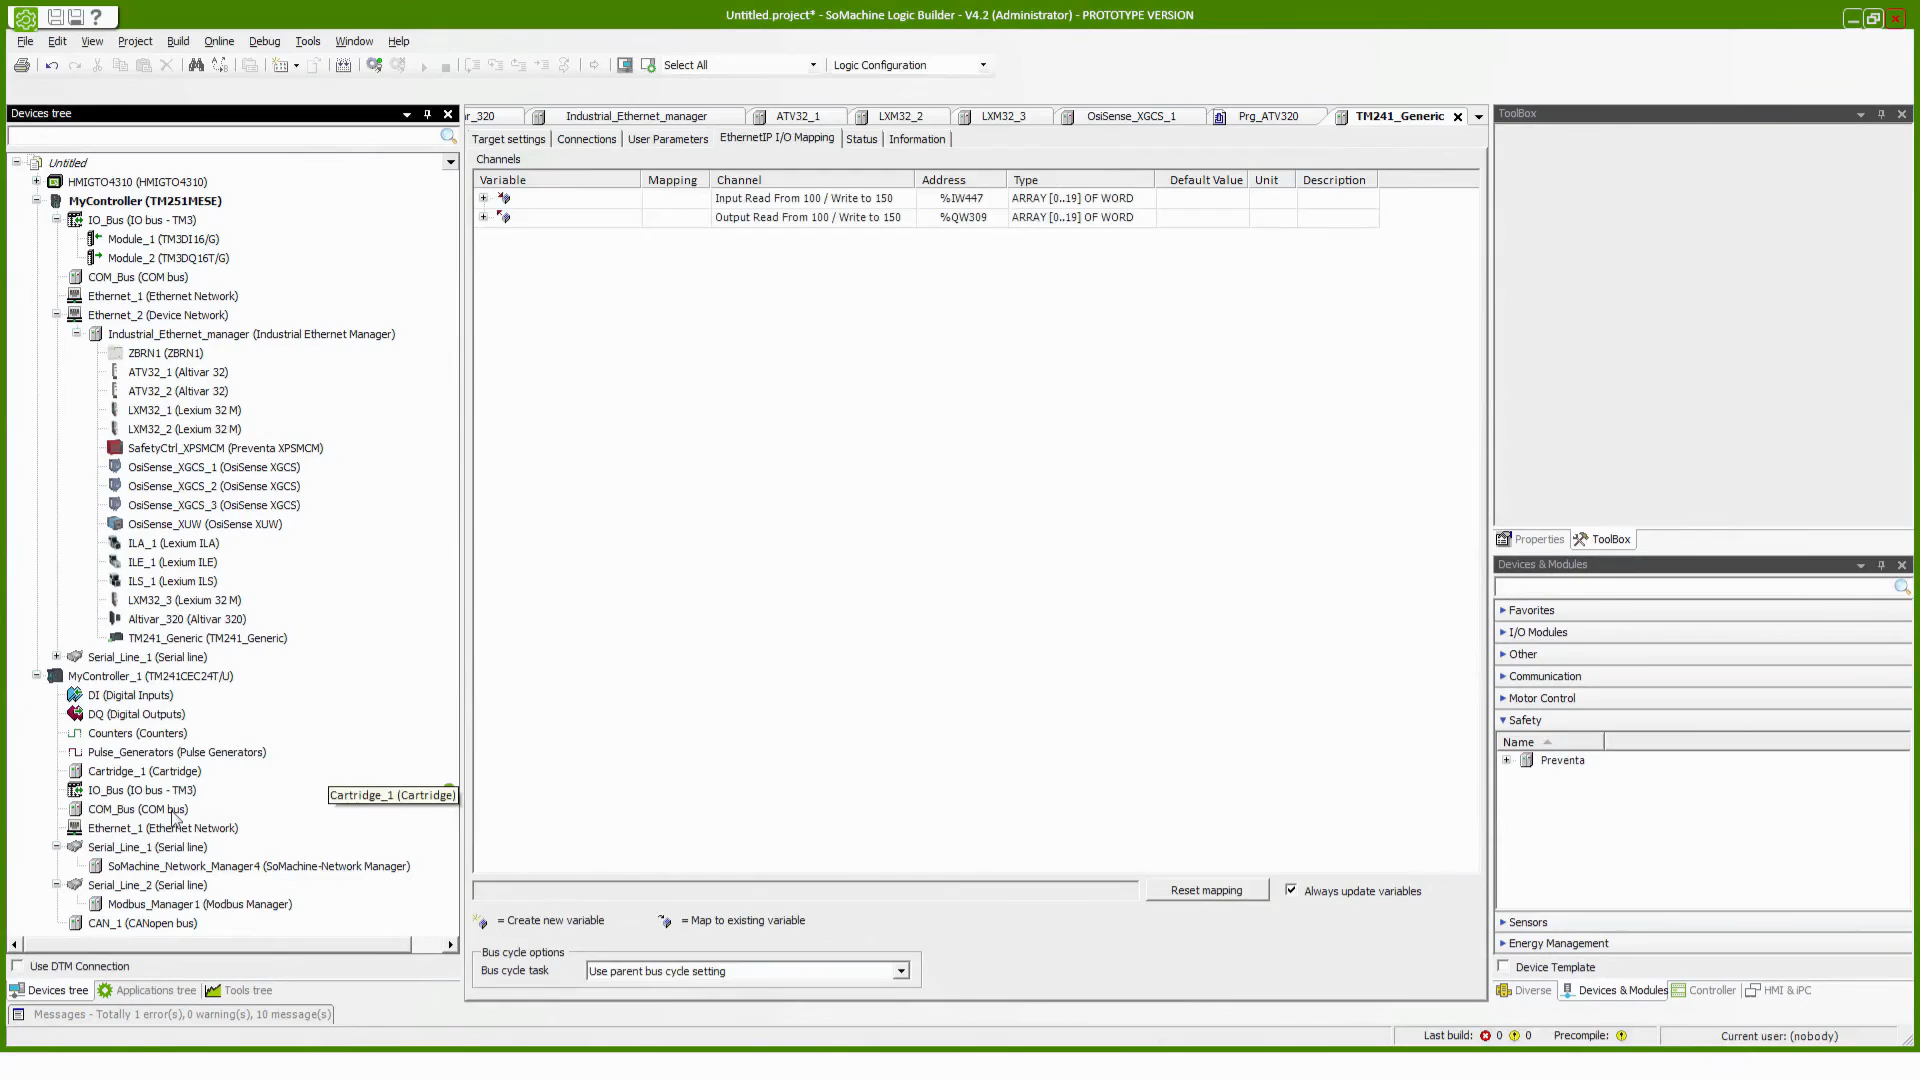 Untitled.project* - SoMachine Logic Builder - V4.2 (Administrator) - PROTOTYPE VERSION
File Edit View Project Build Online Debug Tools Window Help
Select All Logic Configuration
Devices tree
Untitled
HMIGTO4310 (HMIGTO4310)
MyController (TM251MESE)
IO_Bus (IO bus - TM3)
Module_1 (TM3DI16/G)
Module_2 (TM3DQ16T/G)
COM_Bus (COM bus)
Ethernet_1 (Ethernet Network)
Ethernet_2 (Device Network)
Industrial_Ethernet_manager (Industrial Ethernet Manager)
ZBRN1 (ZBRN1)
ATV32_1 (Altivar 32)
ATV32_2 (Altivar 32)
LXM32_1 (Lexium 32 M)
LXM32_2 (Lexium 32 M)
SafetyCtrl_XPSMCM (Preventa XPSMCM)
OsiSense_XGCS_1 (OsiSense XGCS)
OsiSense_XGCS_2 (OsiSense XGCS)
OsiSense_XGCS_3 (OsiSense XGCS)
OsiSense_XUW (OsiSense XUW)
ILA_1 (Lexium ILA)
ILE_1 (Lexium ILE)
ILS_1 (Lexium ILS)
LXM32_3 (Lexium 32 M)
Altivar_320 (Altivar 320)
TM241_Generic (TM241_Generic)
Serial_Line_1 (Serial line)
MyController_1 (TM241CEC24T/U)
DI (Digital Inputs)
DQ (Digital Outputs)
Counters (Counters)
Pulse_Generators (Pulse Generators)
Cartridge_1 (Cartridge)
IO_Bus (IO bus - TM3)
Cartridge_1 (Cartridge)
COM_Bus (COM bus)
Ethernet_1 (Ethernet Network)
Serial_Line_1 (Serial line)
SoMachine_Network_Manager4 (SoMachine-Network Manager)
Serial_Line_2 (Serial line)
Modbus_Manager1 (Modbus Manager)
CAN_1 (CANopen bus)
Use DTM Connection
Devices tree Applications tree Tools tree
Messages - Totally 1 error(s), 0 warning(s), 10 message(s)
r_320 Industrial_Ethernet_manager ATV32_1 LXM32_2 LXM32_3 OsiSense_XGCS_1 Prg_ATV320 TM241_Generic
Target settings Connections User Parameters EthernetIP I/O Mapping Status Information
Channels
Variable Mapping Channel Address Type Default Value Unit Description
Input Read From 100 / Write to 150 %IW447 ARRAY [0..19] OF WORD
Output Read From 100 / Write to 150 %QW309 ARRAY [0..19] OF WORD
Reset mapping Always update variables
= Create new variable = Map to existing variable
Bus cycle options
Bus cycle task Use parent bus cycle setting
ToolBox
Properties ToolBox
Devices & Modules
Favorites
I/O Modules
Other
Communication
Motor Control
Safety
Name
Preventa
Sensors
Energy Management
Device Template
Diverse Devices & Modules Controller HMI & iPC
Last build: 0 0 Precompile: Current user: (nobody)